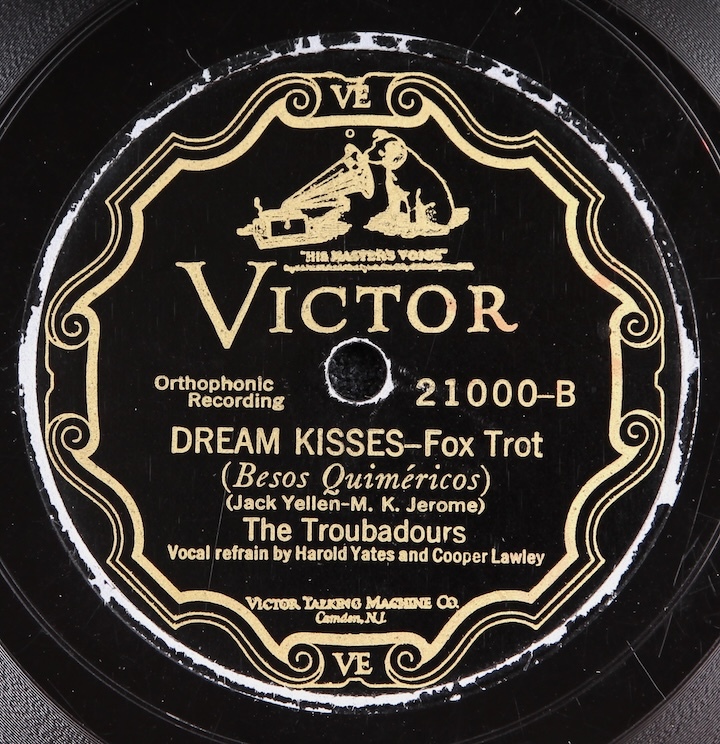 VE
"HIS MASTER'S VOICE"
VICTOR
Orthophonic
Recording
21000-B
DREAM KISSES-Fox Trot
(Besos Quiméricos)
(Jack Yellen-M. K. Jerome)
The Troubadours
Vocal refrain by Harold Yates and Cooper Lawley
VICTOR TALKING MACHINE CO.
Camden, N.J.
VE